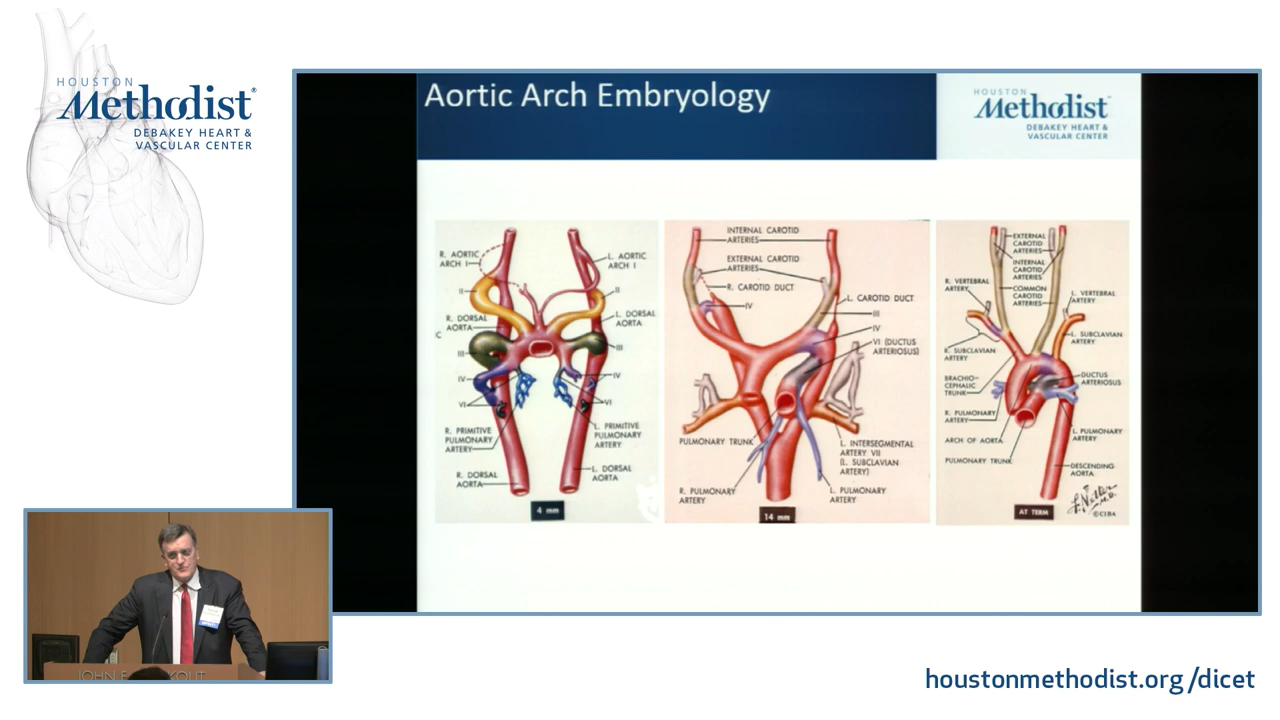 HOUSTON
Methodist®
DEBAKEY HEART &
VASCULAR CENTER
Aortic Arch Embryology
HOUSTON
Methodist
DEBAKEY HEART &
VASCULAR CENTER
R. AORTIC
ARCH I
L. AORTIC
ARCH I
II
II
R. DORSAL
AORTA
L. DORSAL
AORTA
C
III
III
IV
IV
VI
VI
R. PRIMITIVE
PULMONARY
ARTERY
L. PRIMITIVE
PULMONARY
ARTERY
R. DORSAL
AORTA
L. DORSAL
AORTA
4 mm
INTERNAL CAROTID
ARTERIES
EXTERNAL CAROTID
ARTERIES
R. CAROTID DUCT
L. CAROTID DUCT
IV
III
IV
VI (DUCTUS
ARTERIOSUS)
PULMONARY TRUNK
L. INTERSEGMENTAL
ARTERY VII
(L. SUBCLAVIAN
ARTERY)
R. PULMONARY
ARTERY
L. PULMONARY
ARTERY
14 mm
EXTERNAL
CAROTID
ARTERIES
INTERNAL
CAROTID
ARTERIES
COMMON
CAROTID
ARTERIES
R. VERTEBRAL
ARTERY
L. VERTEBRAL
ARTERY
R. SUBCLAVIAN
ARTERY
L. SUBCLAVIAN
ARTERY
BRACHIO-
CEPHALIC
TRUNK
DUCTUS
ARTERIOSUS
R. PULMONARY
ARTERY
ARCH OF AORTA
L. PULMONARY
ARTERY
PULMONARY TRUNK
DESCENDING
AORTA
AT TERM
F. Netter
M.D.
©CIBA
houstonmethodist.org/dicet